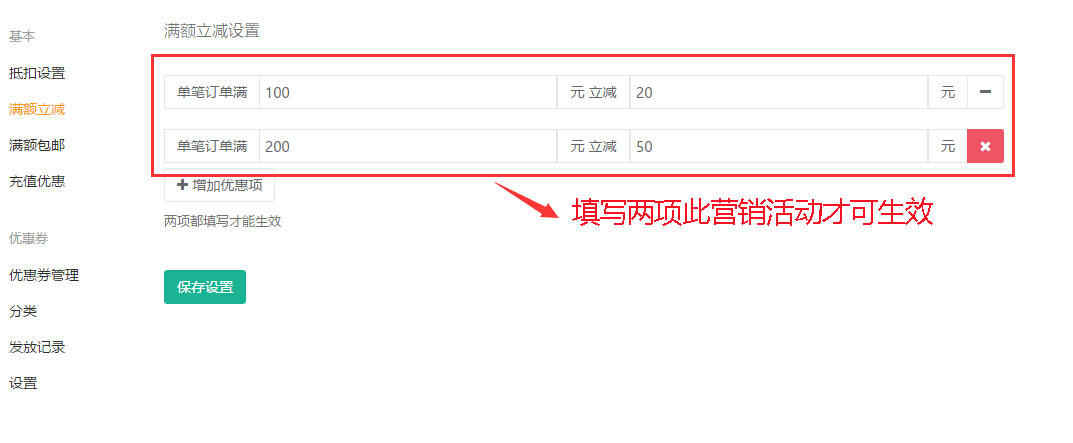 基本
抵扣设置
满额立减
满额包邮
充值优惠
优惠券
优惠券管理
分类
发放记录
设置
满额立减设置
单笔订单满 100 元 立减 20 元
单笔订单满 200 元 立减 50 元
增加优惠项
两项都填写才能生效
填写两项此营销活动才可生效
保存设置